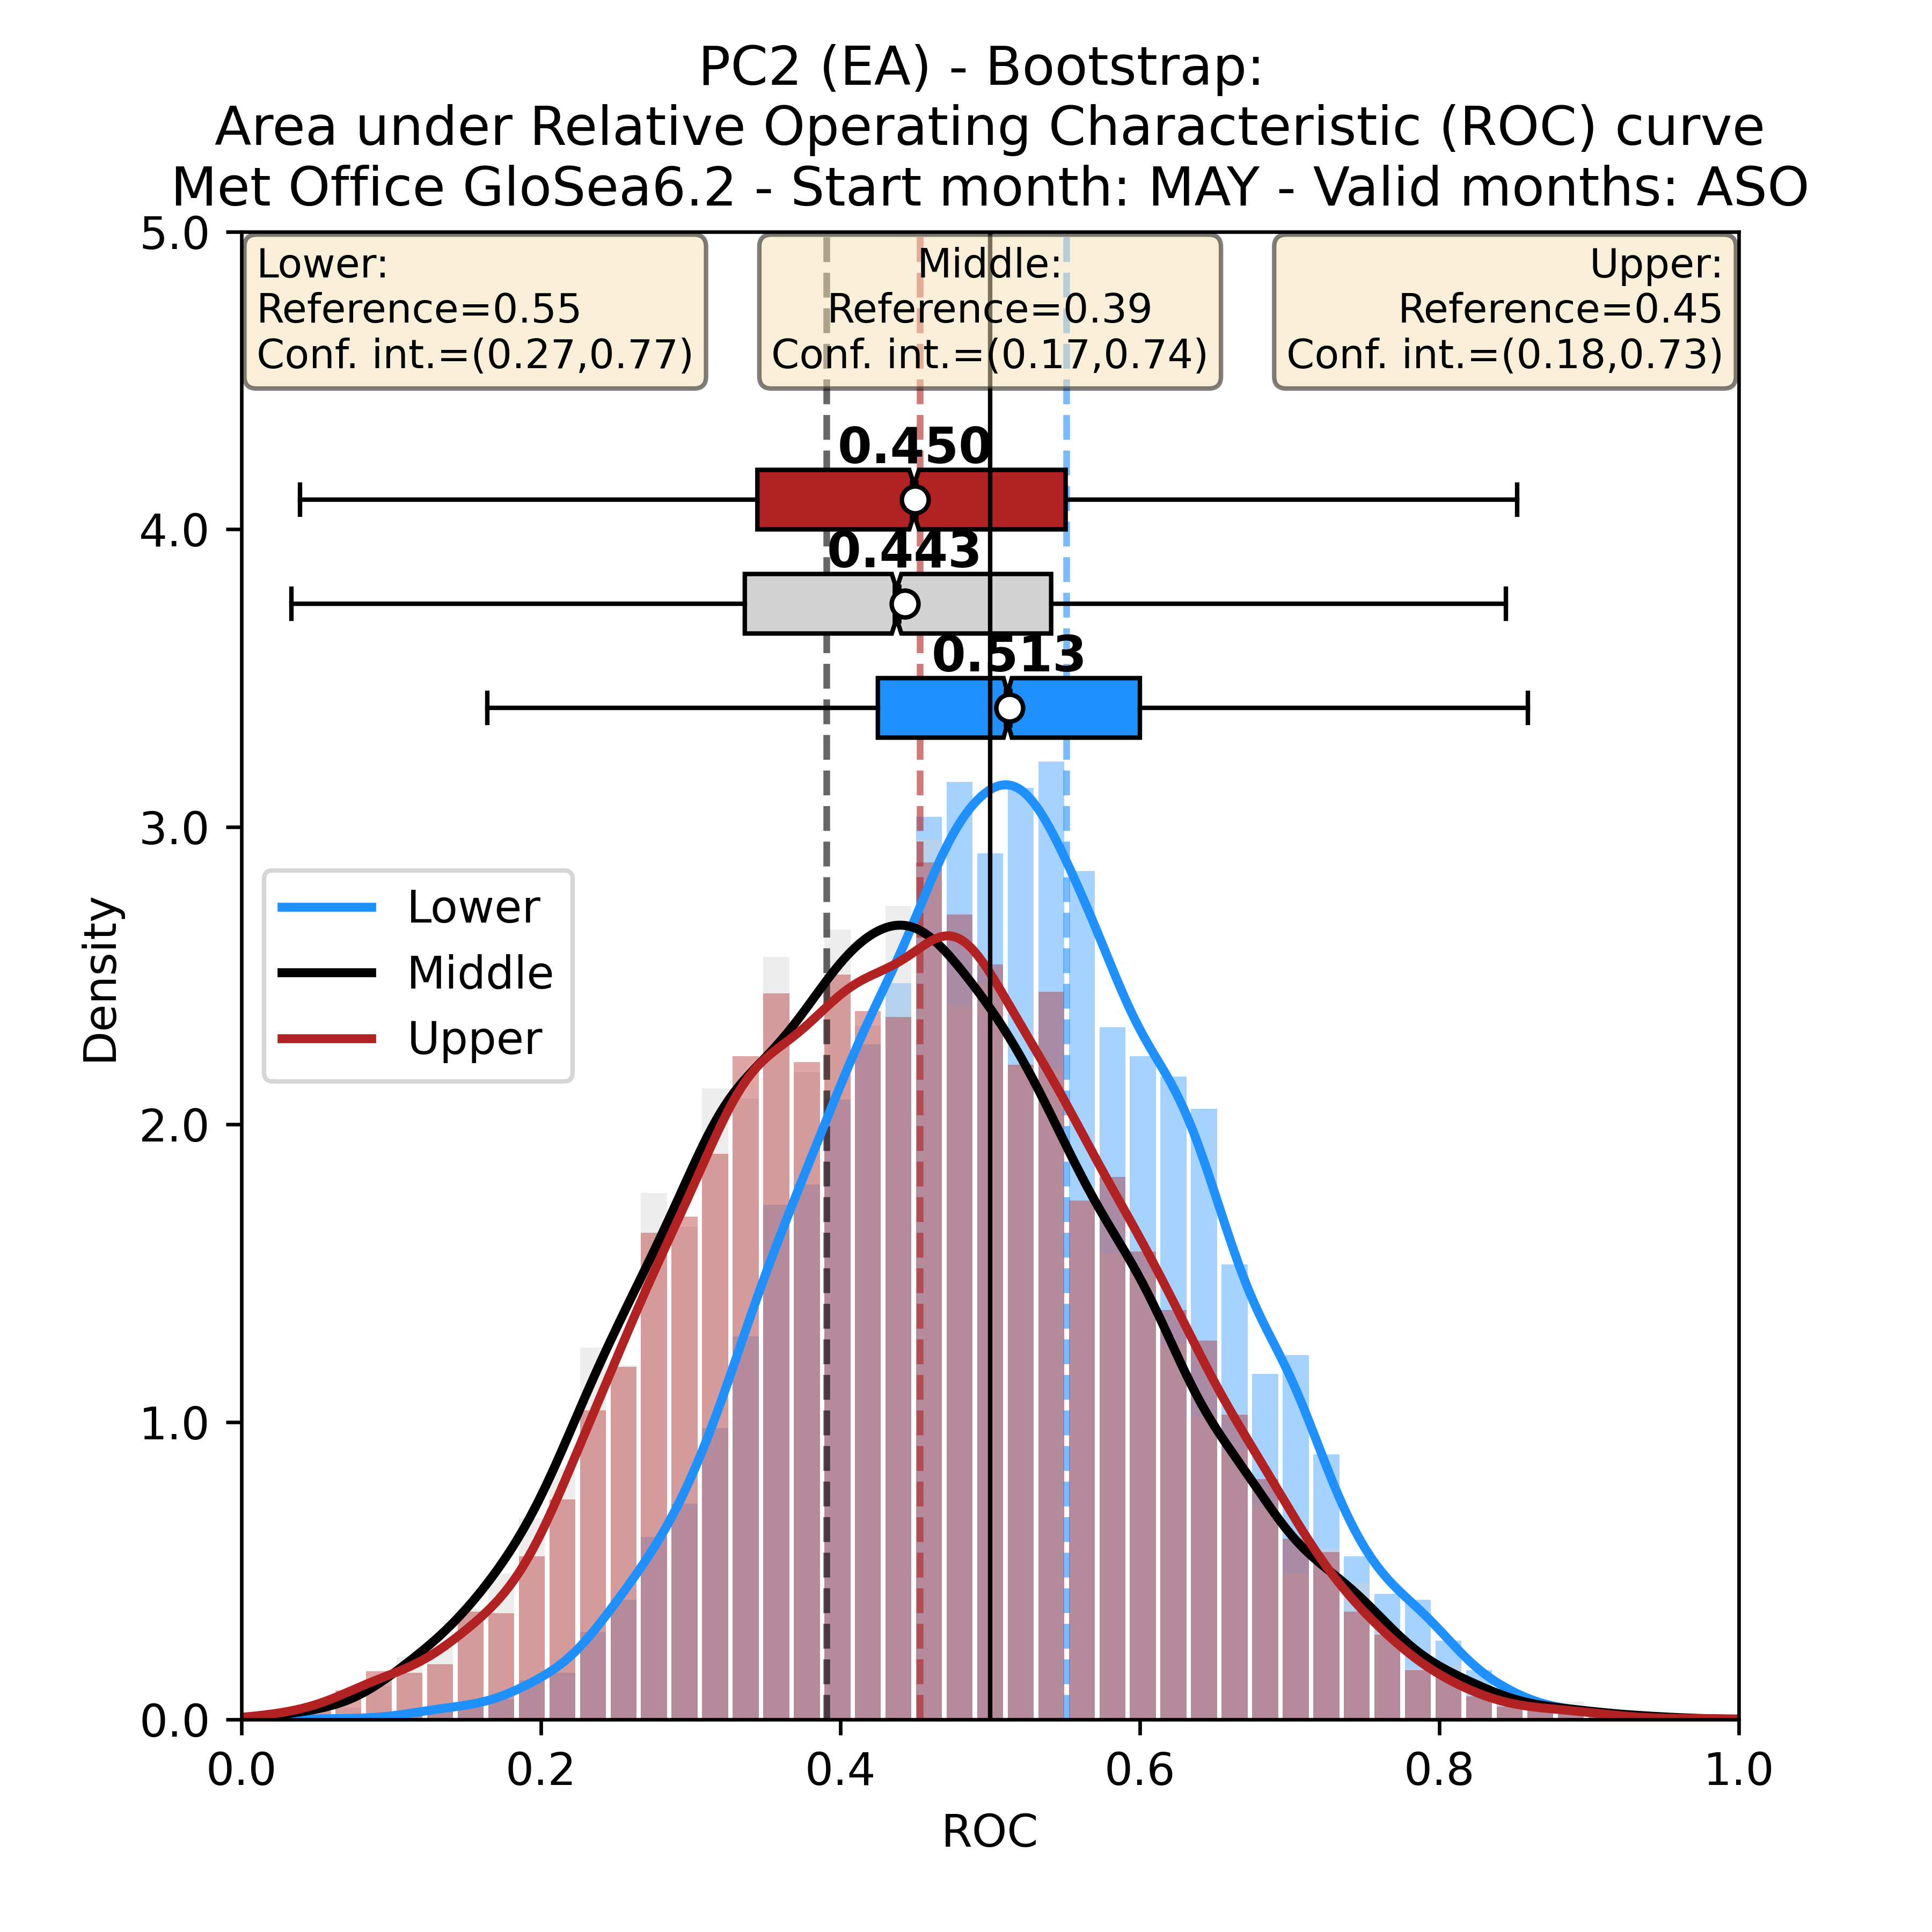 PC2 (EA) - Bootstrap:
Area under Relative Operating Characteristic (ROC) curve
Met Office GloSea6.2 - Start month: MAY - Valid months: ASO
Lower:
Reference=0.55
Conf. int.=(0.27,0.77)
Middle:
Reference=0.39
Conf. int.=(0.17,0.74)
Upper:
Reference=0.45
Conf. int.=(0.18,0.73)
5.0
4.0
3.0
2.0
1.0
0.0
Density
0.450
0.443
0.513
Lower
Middle
Upper
0.0
0.2
0.4
0.6
0.8
1.0
ROC